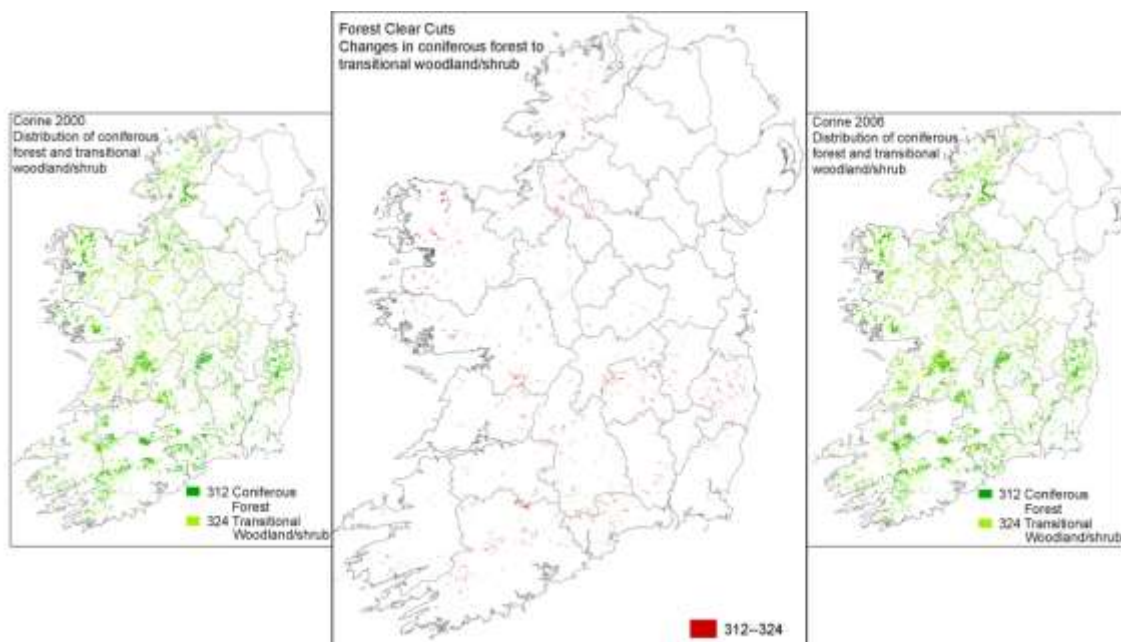 Corine 2000
Distribution of coniferous
forest and transitional
woodland/shrub
312 Coniferous
Forest
324 Transitional
Woodland/shrub
Forest Clear Cuts
Changes in coniferous forest to
transitional woodland/shrub
312--324
Corine 2006
Distribution of coniferous
forest and transitional
woodland/shrub
312 Coniferous
Forest
324 Transitional
Woodland/shrub